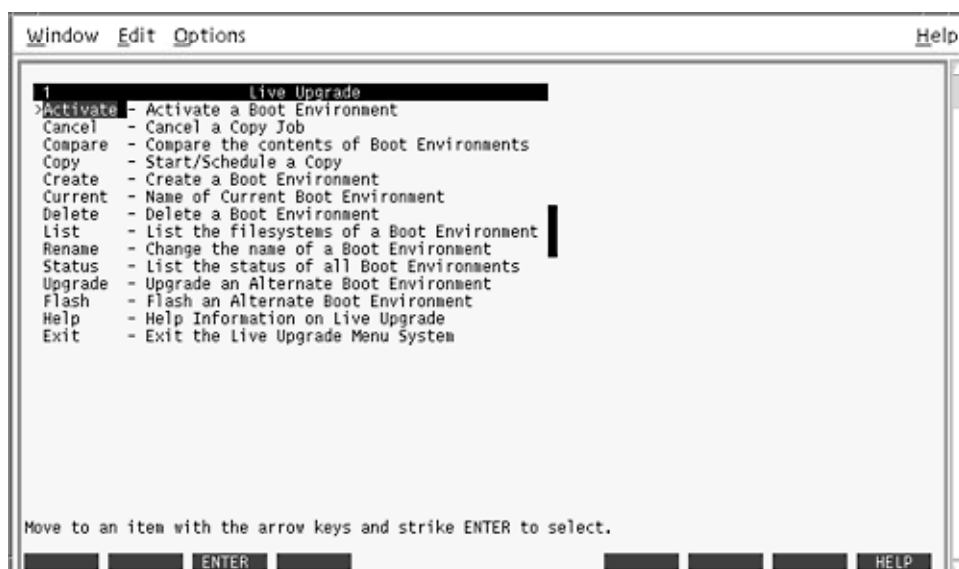 Window Edit Options Help
1 Live Upgrade
>Activate - Activate a Boot Environment
Cancel - Cancel a Copy Job
Compare - Compare the contents of Boot Environments
Copy - Start/Schedule a Copy
Create - Create a Boot Environment
Current - Name of Current Boot Environment
Delete - Delete a Boot Environment
List - List the filesystems of a Boot Environment
Rename - Change the name of a Boot Environment
Status - List the status of all Boot Environments
Upgrade - Upgrade an Alternate Boot Environment
Flash - Flash an Alternate Boot Environment
Help - Help Information on Live Upgrade
Exit - Exit the Live Upgrade Menu System
Move to an item with the arrow keys and strike ENTER to select.
ENTER HELP